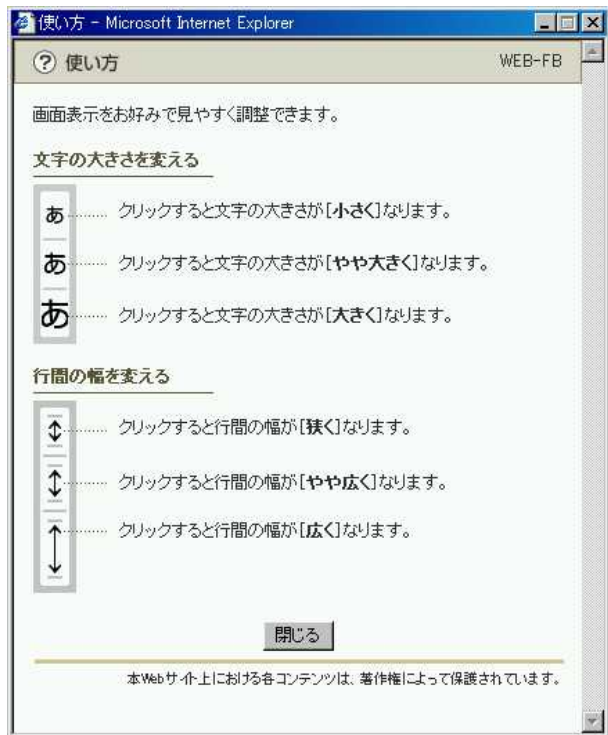 使い方 - Microsoft Internet Explorer
? 使い方 WEB-FB
画面表示をお好みで見やすく調整できます。
文字の大きさを変える
あ クリックすると文字の大きさが[小さく]なります。
あ クリックすると文字の大きさが[やや大きく]なります。
あ クリックすると文字の大きさが[大きく]なります。
行間の幅を変える
クリックすると行間の幅が[狭く]なります。
クリックすると行間の幅が[やや広く]なります。
クリックすると行間の幅が[広く]なります。
閉じる
本Webサイト上における各コンテンツは、著作権によって保護されています。